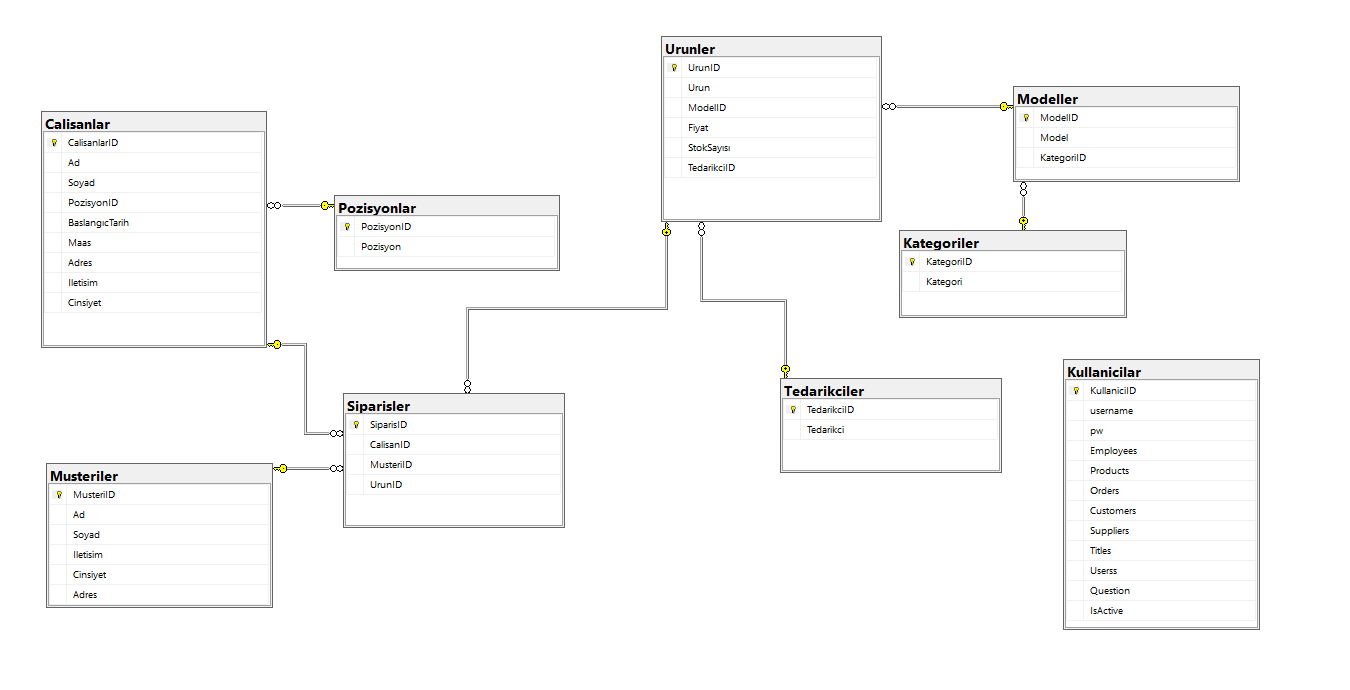 Calisanlar
CalisanlarID
Ad
Soyad
PozisyonID
BaslangıcTarih
Maas
Adres
Iletisim
Cinsiyet
Pozisyonlar
PozisyonID
Pozisyon
Urunler
UrunID
Urun
ModelID
Fiyat
StokSayısı
TedarikciID
Modeller
ModelID
Model
KategoriID
Kategoriler
KategoriID
Kategori
Siparisler
SiparisID
CalisanID
MusteriID
UrunID
Tedarikciler
TedarikciID
Tedarikci
Musteriler
MusteriID
Ad
Soyad
Iletisim
Cinsiyet
Adres
Kullanicilar
KullaniciID
username
pw
Employees
Products
Orders
Customers
Suppliers
Titles
Userss
Question
IsActive